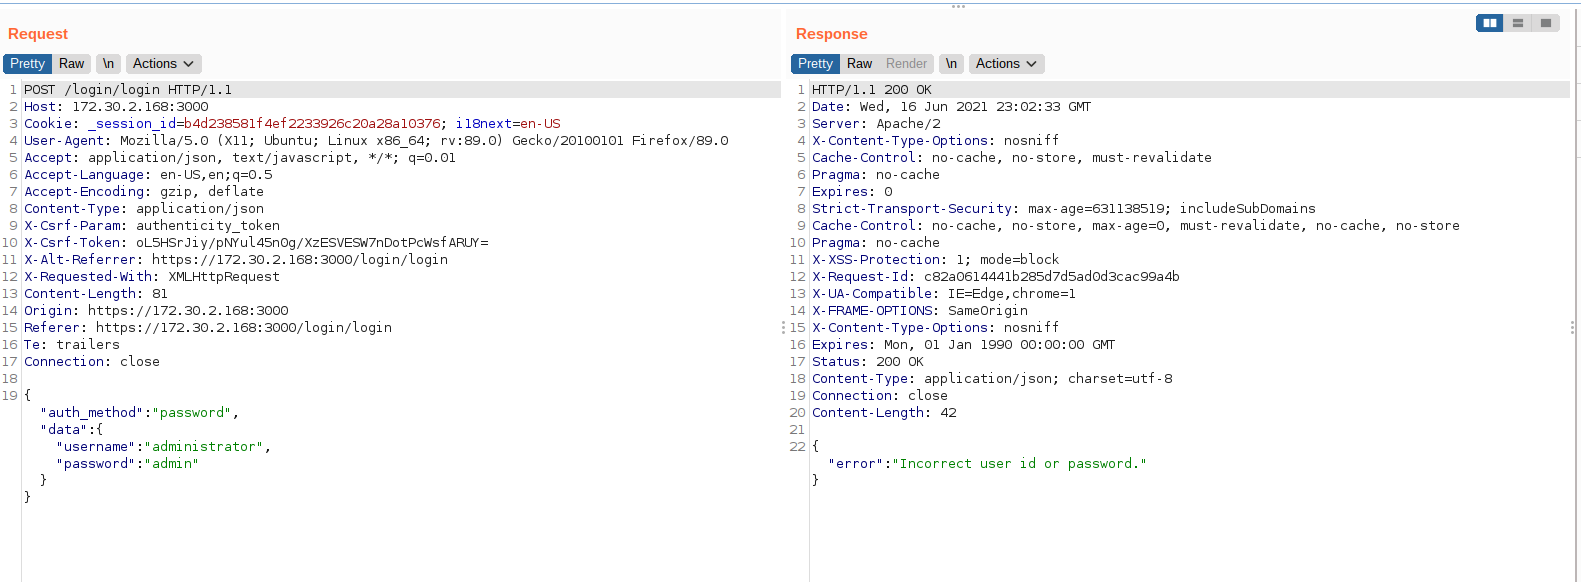 Request
Pretty Raw \n Actions
1 POST /login/login HTTP/1.1
2 Host: 172.30.2.168:3000
3 Cookie: _session_id=b4d238581f4ef2233926c20a28a10376; i18next=en-US
4 User-Agent: Mozilla/5.0 (X11; Ubuntu; Linux x86_64; rv:89.0) Gecko/20100101 Firefox/89.0
5 Accept: application/json, text/javascript, */*; q=0.01
6 Accept-Language: en-US,en;q=0.5
7 Accept-Encoding: gzip, deflate
8 Content-Type: application/json
9 X-Csrf-Param: authenticity_token
10 X-Csrf-Token: oL5HSrJiy/pNYul45nOg/XzESVESW7nDotPcWsfARUY=
11 X-Alt-Referrer: https://172.30.2.168:3000/login/login
12 X-Requested-With: XMLHttpRequest
13 Content-Length: 81
14 Origin: https://172.30.2.168:3000
15 Referer: https://172.30.2.168:3000/login/login
16 Te: trailers
17 Connection: close
18
19 {
"auth_method":"password",
"data":{
"username":"administrator",
"password":"admin"
}
}
Response
Pretty Raw Render \n Actions
1 HTTP/1.1 200 OK
2 Date: Wed, 16 Jun 2021 23:02:33 GMT
3 Server: Apache/2
4 X-Content-Type-Options: nosniff
5 Cache-Control: no-cache, no-store, must-revalidate
6 Pragma: no-cache
7 Expires: 0
8 Strict-Transport-Security: max-age=631138519; includeSubDomains
9 Cache-Control: no-cache, no-store, max-age=0, must-revalidate, no-cache, no-store
10 Pragma: no-cache
11 X-XSS-Protection: 1; mode=block
12 X-Request-Id: c82a0614441b285d7d5ad0d3cac99a4b
13 X-UA-Compatible: IE=Edge,chrome=1
14 X-FRAME-OPTIONS: SameOrigin
15 X-Content-Type-Options: nosniff
16 Expires: Mon, 01 Jan 1990 00:00:00 GMT
17 Status: 200 OK
18 Content-Type: application/json; charset=utf-8
19 Connection: close
20 Content-Length: 42
21
22 {
"error":"Incorrect user id or password."
}